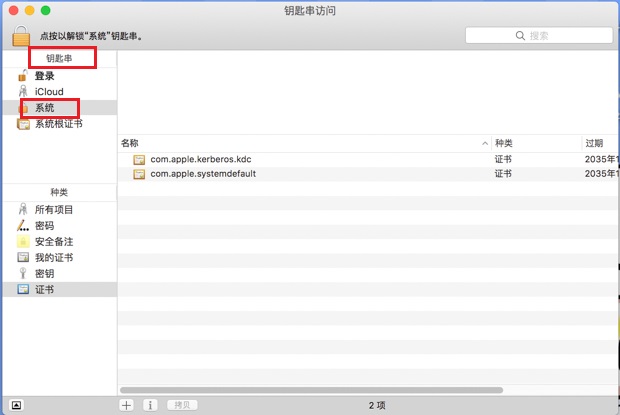 钥匙串访问
点按以解锁“系统”钥匙串。
搜索
钥匙串
登录
iCloud
系统
系统根证书
名称 种类 过期
com.apple.kerberos.kdc 证书 2035年1
com.apple.systemdefault 证书 2035年1
种类
所有项目
密码
安全备注
我的证书
密钥
证书
拷贝 2 项